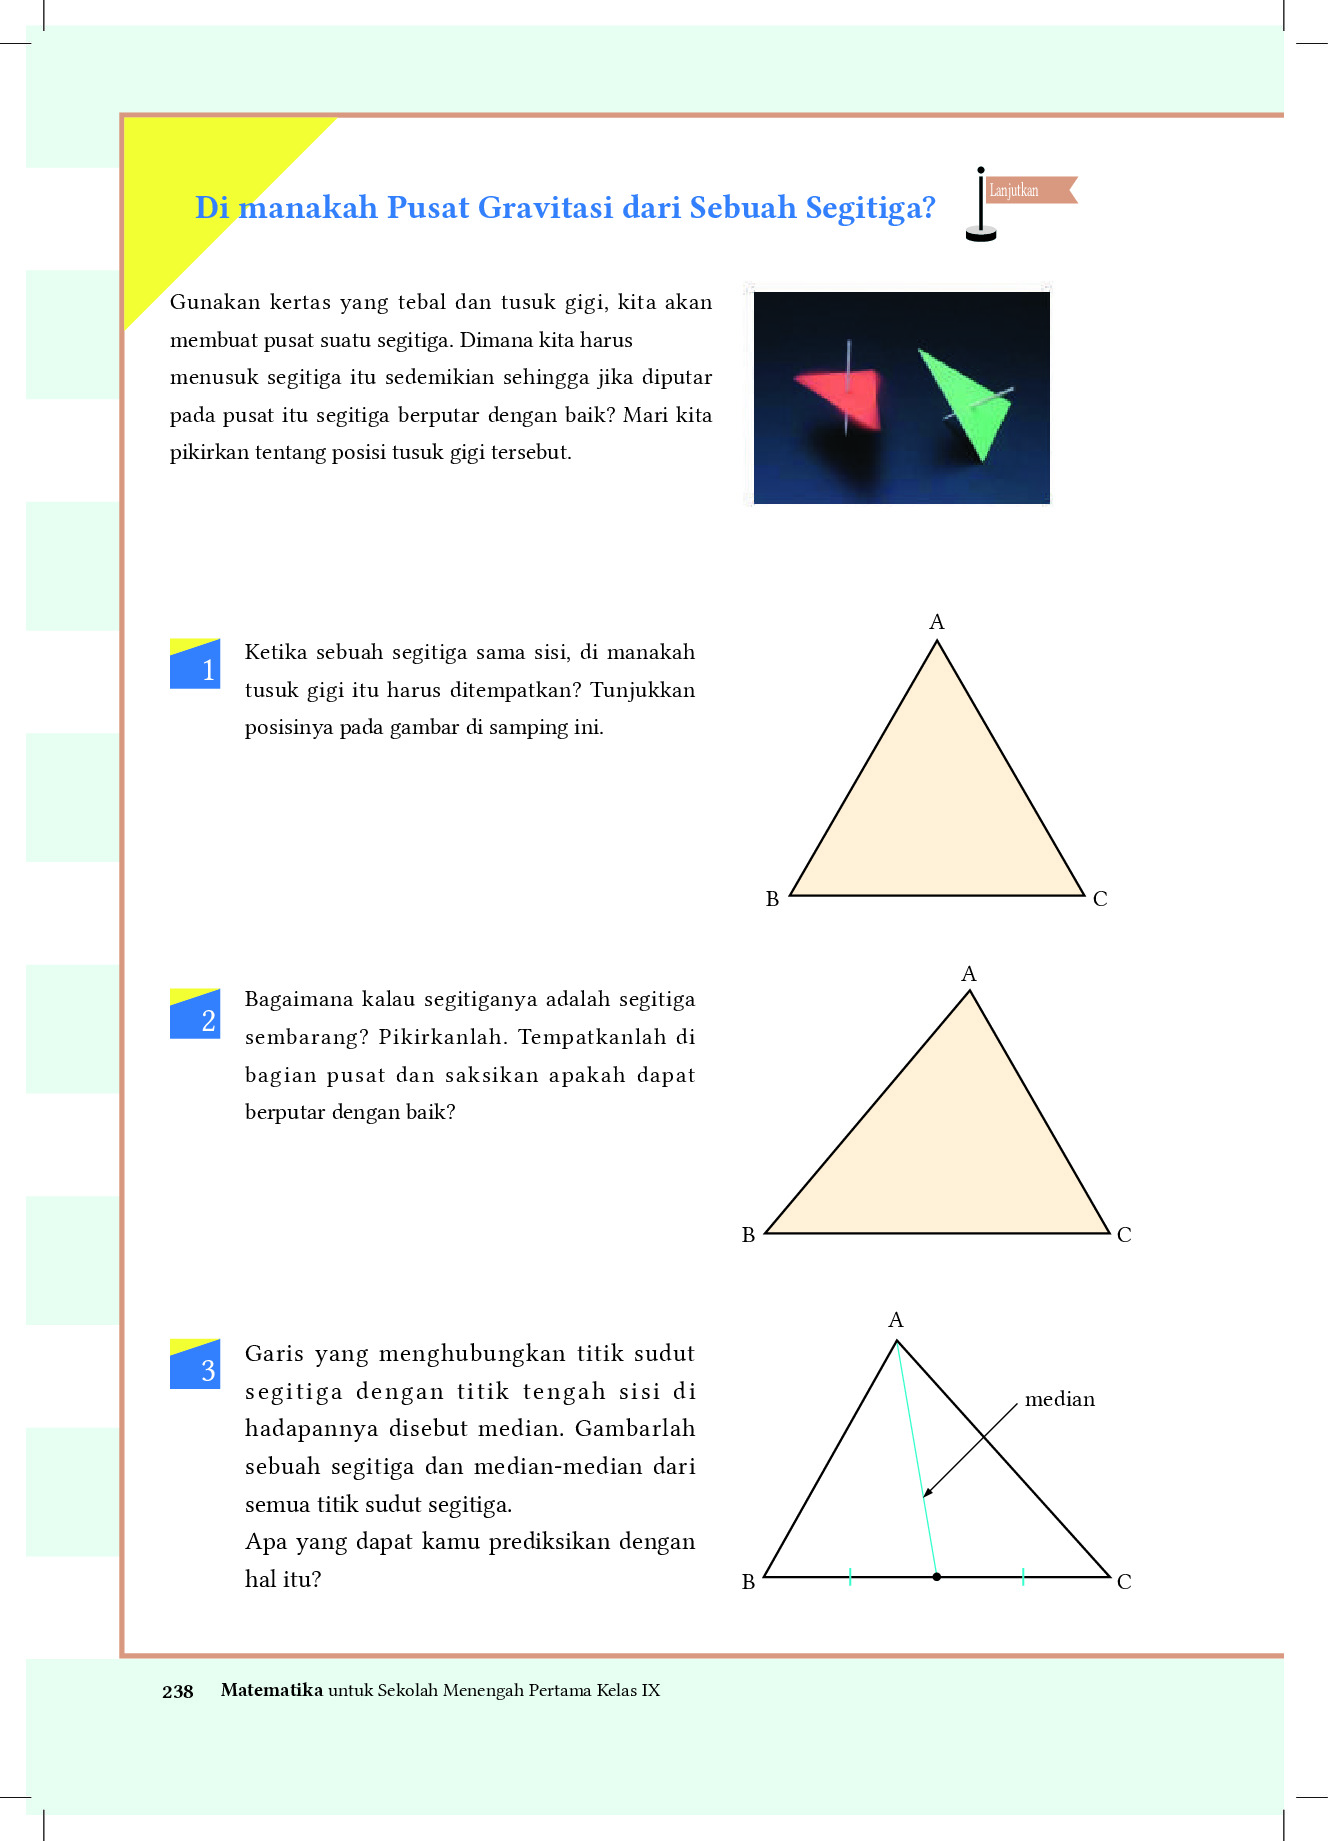 Di manakah Pusat Gravitasi dari Sebuah Segitiga?
Lanjutkan
Gunakan kertas yang tebal dan tusuk gigi, kita akan
membuat pusat suatu segitiga. Dimana kita harus
menusuk segitiga itu sedemikian sehingga jika diputar
pada pusat itu segitiga berputar dengan baik? Mari kita
pikirkan tentang posisi tusuk gigi tersebut.
1
Ketika sebuah segitiga sama sisi, di manakah
tusuk gigi itu harus ditempatkan? Tunjukkan
posisinya pada gambar di samping ini.
A
B
C
2
Bagaimana kalau segitiganya adalah segitiga
sembarang? Pikirkanlah. Tempatkanlah di
bagian pusat dan saksikan apakah dapat
berputar dengan baik?
A
B
C
3
Garis yang menghubungkan titik sudut
segitiga dengan titik tengah sisi di
hadapannya disebut median. Gambarlah
sebuah segitiga dan median-median dari
semua titik sudut segitiga.
Apa yang dapat kamu prediksikan dengan
hal itu?
A
median
B
C
238 Matematika untuk Sekolah Menengah Pertama Kelas IX